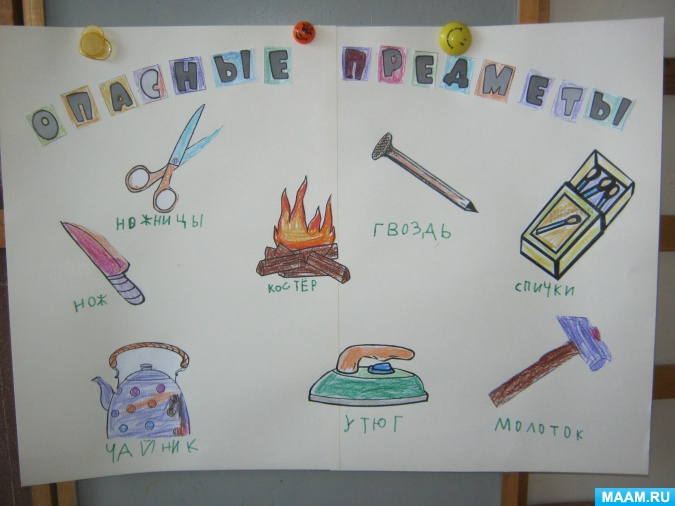 ОПАСНЫЕ ПРЕДМЕТЫ
НОЖНИЦЫ
ГВОЗДЬ
СПИЧКИ
КОСТЁР
НОЖ
ЧАЙНИК
УТЮГ
МОЛОТОК
MAAM.RU